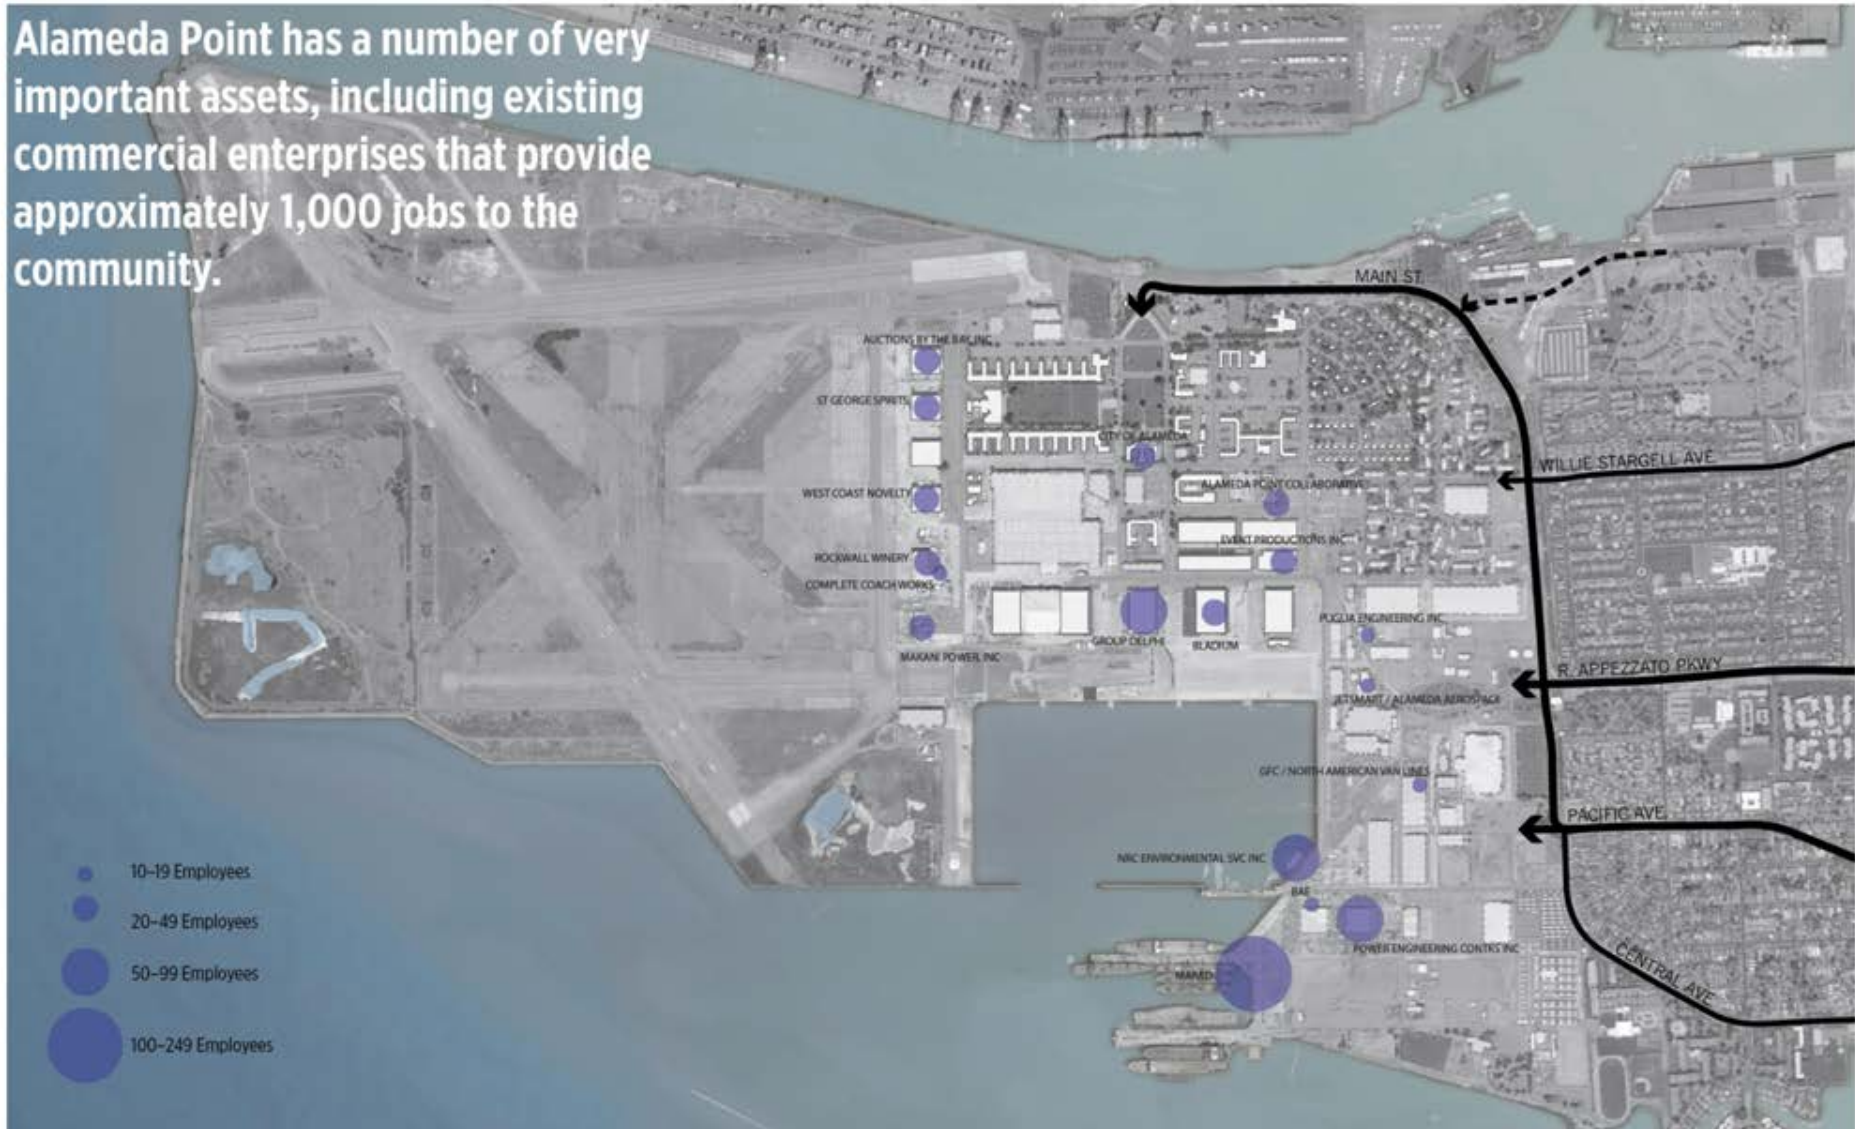 Alameda Point has a number of very
important assets, including existing
commercial enterprises that provide
approximately 1,000 jobs to the
community.
MAIN ST
AUCTIONS BY THE BAY, INC
ST GEORGE SPIRITS
CITY OF ALAMEDA
WILLIE STARGELL AVE
WEST COAST NOVELTY
ALAMEDA POINT COLLABORATIVE
EVENT PRODUCTIONS INC
ROCKWALL WINERY
COMPLETE COACH WORKS
PUGLIA ENGINEERING INC
GROUP DELPHI
BLADIUM
MAKANI POWER, INC
R. APPEZZATO PKWY
JETSMART / ALAMEDA AEROSPACE
GFC / NORTH AMERICAN VAN LINES
PACIFIC AVE
NRC ENVIRONMENTAL SVC INC
BAE
POWER ENGINEERING CONTRS INC
MARED
CENTRAL AVE
10–19 Employees
20–49 Employees
50–99 Employees
100–249 Employees